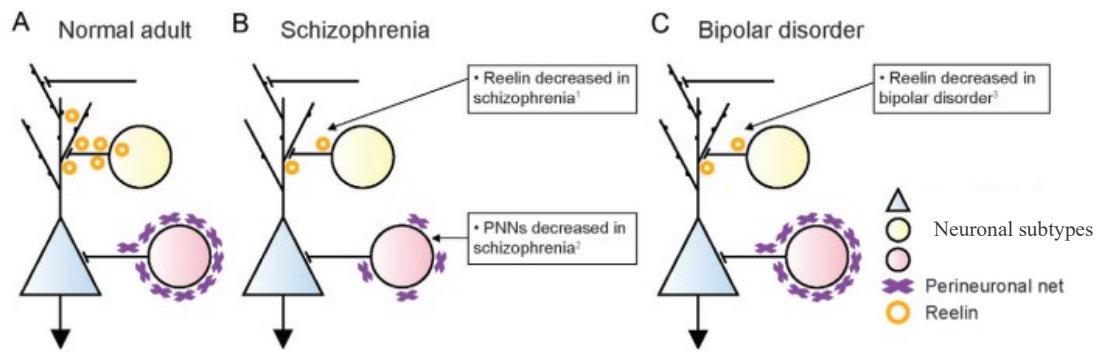 A Normal adult
B Schizophrenia
C Bipolar disorder
• Reelin decreased in
schizophrenia¹
• PNNs decreased in
schizophrenia²
• Reelin decreased in
bipolar disorder³
Neuronal subtypes
Perineuronal net
Reelin